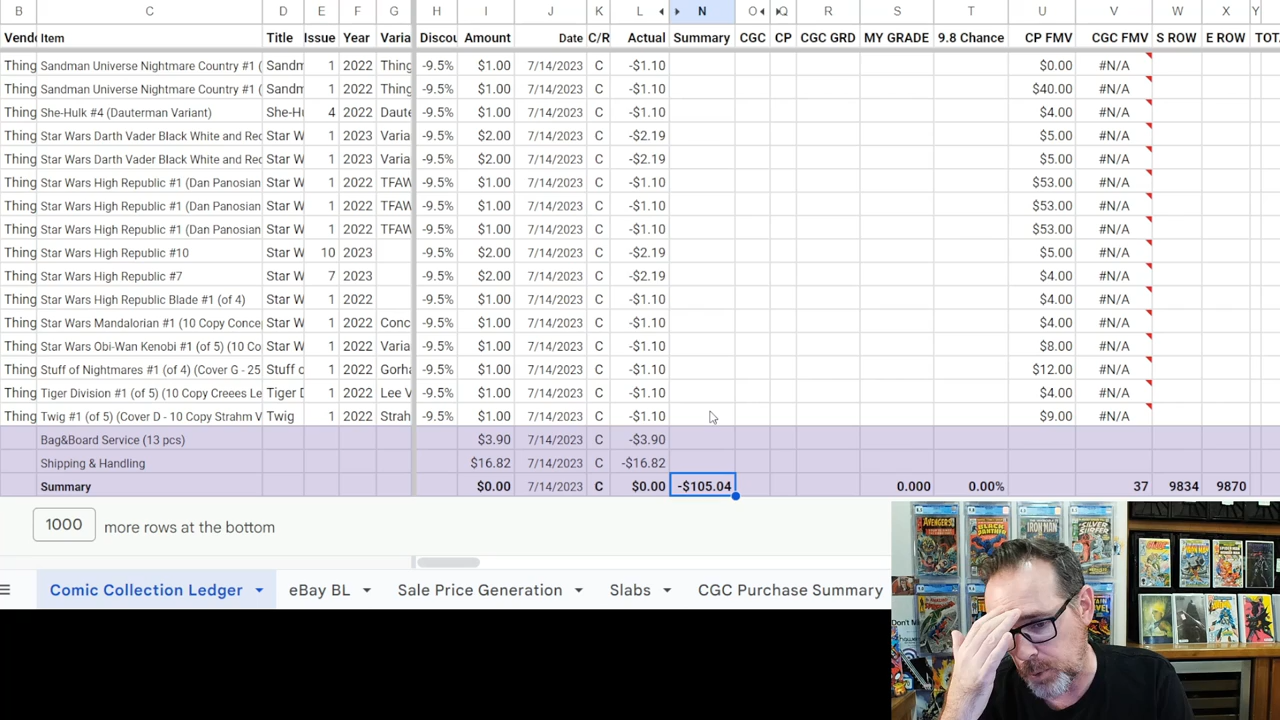 B C D E F G H I J K L N O Q R S T U V W X Y
Vend Item Title Issue Year Varia Discou Amount Date C/R Actual Summary CGC CP CGC GRD MY GRADE 9.8 Chance CP FMV CGC FMV S ROW E ROW TOT
Thing Sandman Universe Nightmare Country #1 ( Sandm 1 2022 Thing -9.5% $1.00 7/14/2023 C -$1.10 $0.00 #N/A
Thing Sandman Universe Nightmare Country #1 ( Sandm 1 2022 Thing -9.5% $1.00 7/14/2023 C -$1.10 $40.00 #N/A
Thing She-Hulk #4 (Dauterman Variant) She-Hu 4 2022 Daute -9.5% $1.00 7/14/2023 C -$1.10 $4.00 #N/A
Thing Star Wars Darth Vader Black White and Rec Star W 1 2023 Varia -9.5% $2.00 7/14/2023 C -$2.19 $5.00 #N/A
Thing Star Wars Darth Vader Black White and Rec Star W 1 2023 Varia -9.5% $2.00 7/14/2023 C -$2.19 $5.00 #N/A
Thing Star Wars High Republic #1 (Dan Panosian Star W 1 2022 TFAW -9.5% $1.00 7/14/2023 C -$1.10 $53.00 #N/A
Thing Star Wars High Republic #1 (Dan Panosian Star W 1 2022 TFAW -9.5% $1.00 7/14/2023 C -$1.10 $53.00 #N/A
Thing Star Wars High Republic #1 (Dan Panosian Star W 1 2022 TFAW -9.5% $1.00 7/14/2023 C -$1.10 $53.00 #N/A
Thing Star Wars High Republic #10 Star W 10 2023 -9.5% $2.00 7/14/2023 C -$2.19 $5.00 #N/A
Thing Star Wars High Republic #7 Star W 7 2023 -9.5% $2.00 7/14/2023 C -$2.19 $4.00 #N/A
Thing Star Wars High Republic Blade #1 (of 4) Star W 1 2022 -9.5% $1.00 7/14/2023 C -$1.10 $4.00 #N/A
Thing Star Wars Mandalorian #1 (10 Copy Conce Star W 1 2022 Conc -9.5% $1.00 7/14/2023 C -$1.10 $4.00 #N/A
Thing Star Wars Obi-Wan Kenobi #1 (of 5) (10 Co Star W 1 2022 Varia -9.5% $1.00 7/14/2023 C -$1.10 $8.00 #N/A
Thing Stuff of Nightmares #1 (of 4) (Cover G - 25 Stuff o 1 2022 Gorha -9.5% $1.00 7/14/2023 C -$1.10 $12.00 #N/A
Thing Tiger Division #1 (of 5) (10 Copy Creees Le Tiger D 1 2022 Lee V -9.5% $1.00 7/14/2023 C -$1.10 $4.00 #N/A
Thing Twig #1 (of 5) (Cover D - 10 Copy Strahm V Twig 1 2022 Strah -9.5% $1.00 7/14/2023 C -$1.10 $9.00 #N/A
Bag&Board Service (13 pcs) $3.90 7/14/2023 C -$3.90
Shipping & Handling $16.82 7/14/2023 C -$16.82
Summary $0.00 7/14/2023 C $0.00 -$105.04 0.000 0.00% 37 9834 9870
1000 more rows at the bottom
Comic Collection Ledger eBay BL Sale Price Generation Slabs CGC Purchase Summary
AVENGERS
BLACK PANTHER
IRON MAN
SILVER SURFER
Don't Me